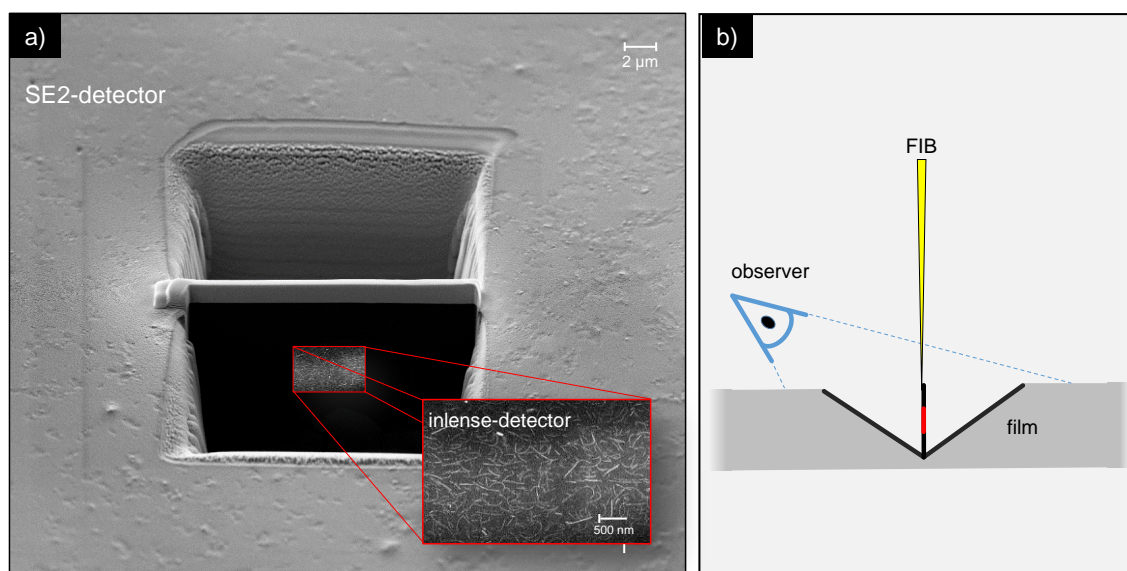 a)
2 µm
SE2-detector
inlense-detector
500 nm
b)
FIB
observer
film